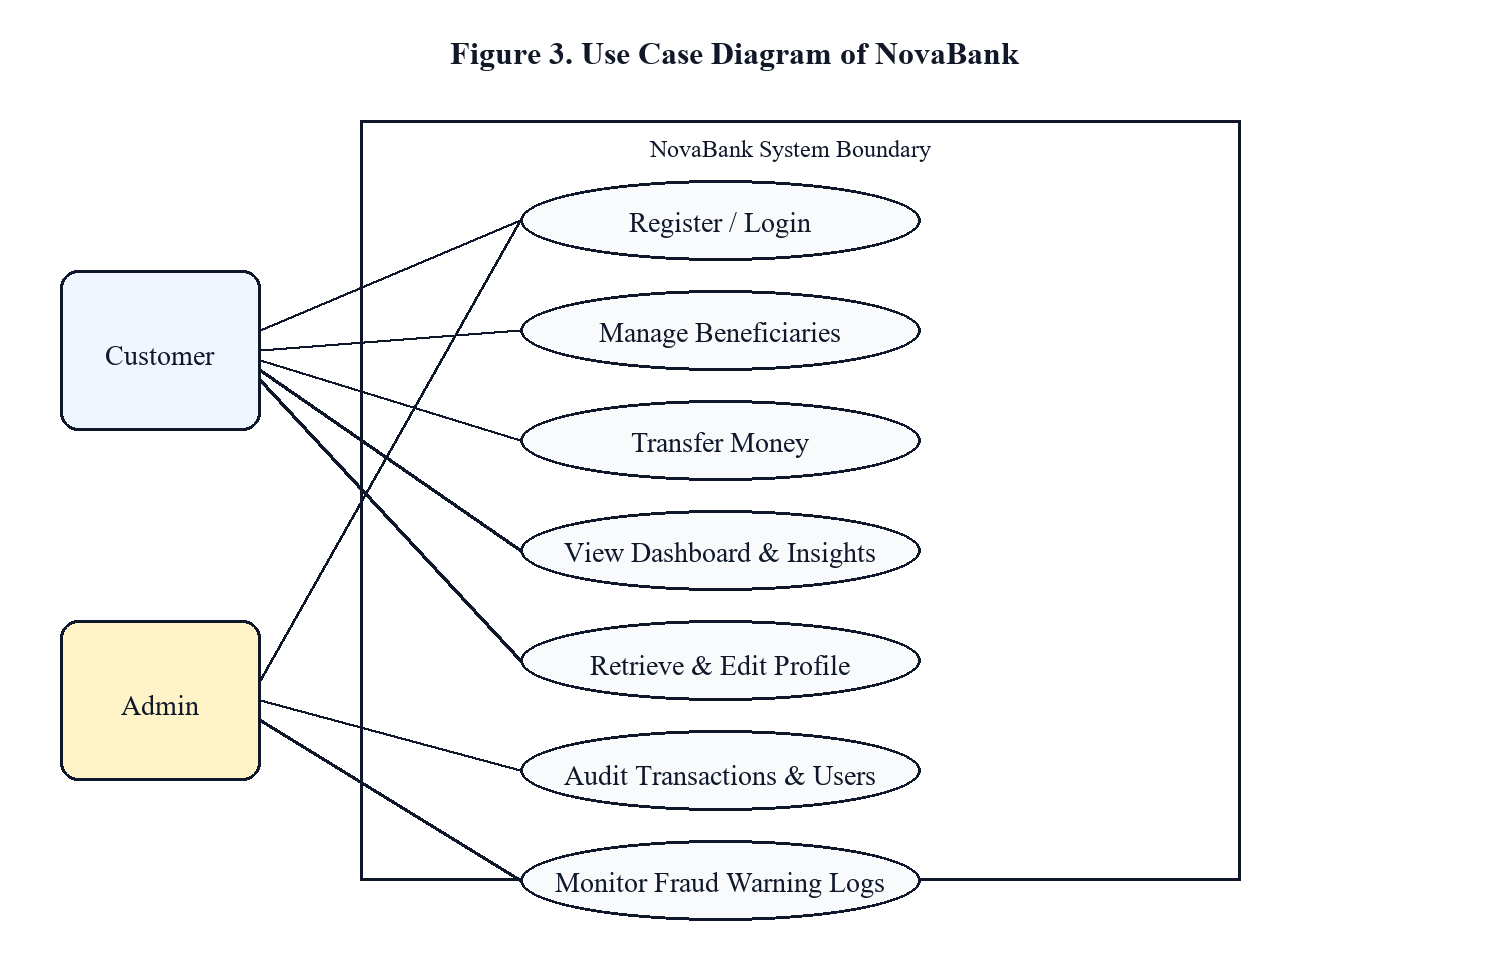 Figure 3. Use Case Diagram of NovaBank
NovaBank System Boundary
Register / Login
Manage Beneficiaries
Customer
Transfer Money
View Dashboard & Insights
Retrieve & Edit Profile
Admin
Audit Transactions & Users
Monitor Fraud Warning Logs